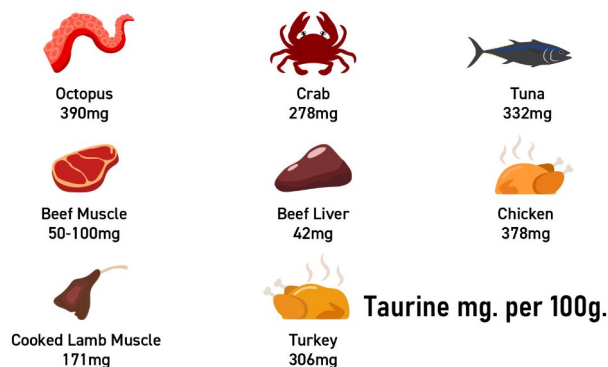 Octopus
390mg
Crab
278mg
Tuna
332mg
Beef Muscle
50-100mg
Beef Liver
42mg
Chicken
378mg
Cooked Lamb Muscle
171mg
Turkey
306mg
Taurine mg. per 100g.